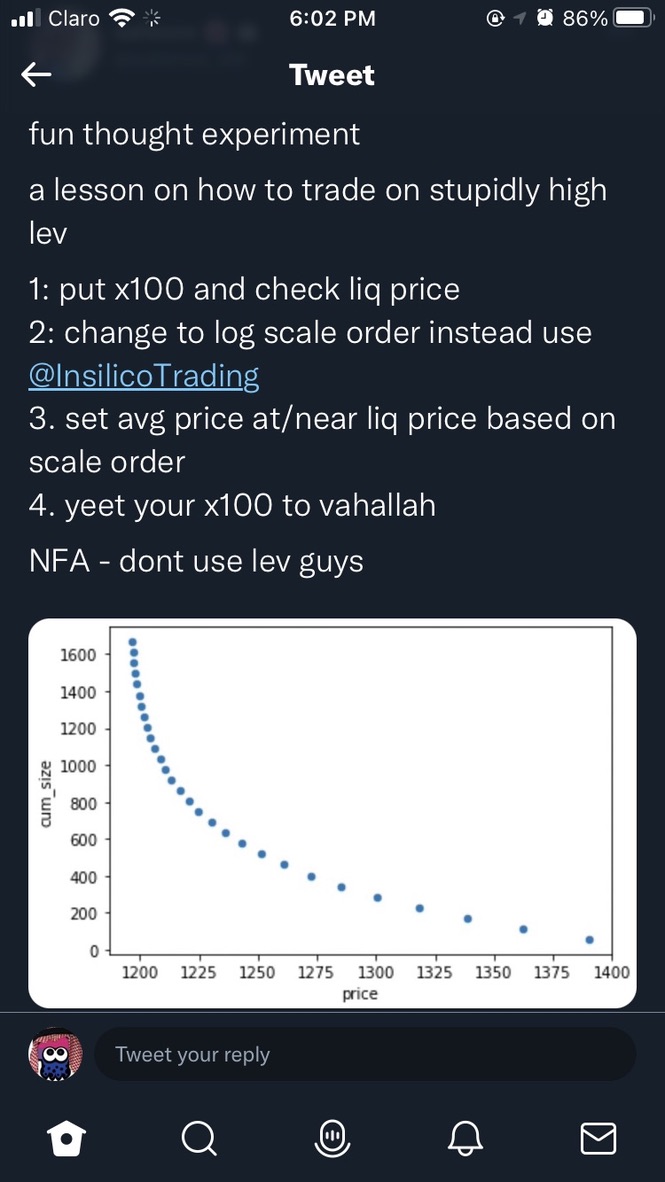 Claro
6:02 PM
86%
Tweet
fun thought experiment
a lesson on how to trade on stupidly high
lev
1: put x100 and check liq price
2: change to log scale order instead use
@InsilicoTrading
3. set avg price at/near liq price based on
scale order
4. yeet your x100 to vahallah
NFA - dont use lev guys
1600
1400
1200
1000
800
600
400
200
0
cum_size
1200 1225 1250 1275 1300 1325 1350 1375 1400
price
Tweet your reply